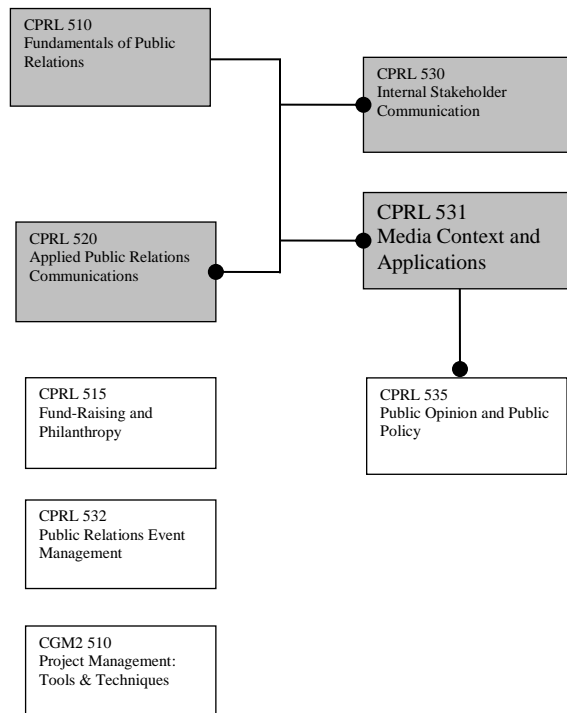 CPRL 510
Fundamentals of Public
Relations
CPRL 530
Internal Stakeholder
Communication
CPRL 531
Media Context and
Applications
CPRL 520
Applied Public Relations
Communications
CPRL 515
Fund-Raising and
Philanthropy
CPRL 535
Public Opinion and Public
Policy
CPRL 532
Public Relations Event
Management
CGM2 510
Project Management:
Tools & Techniques